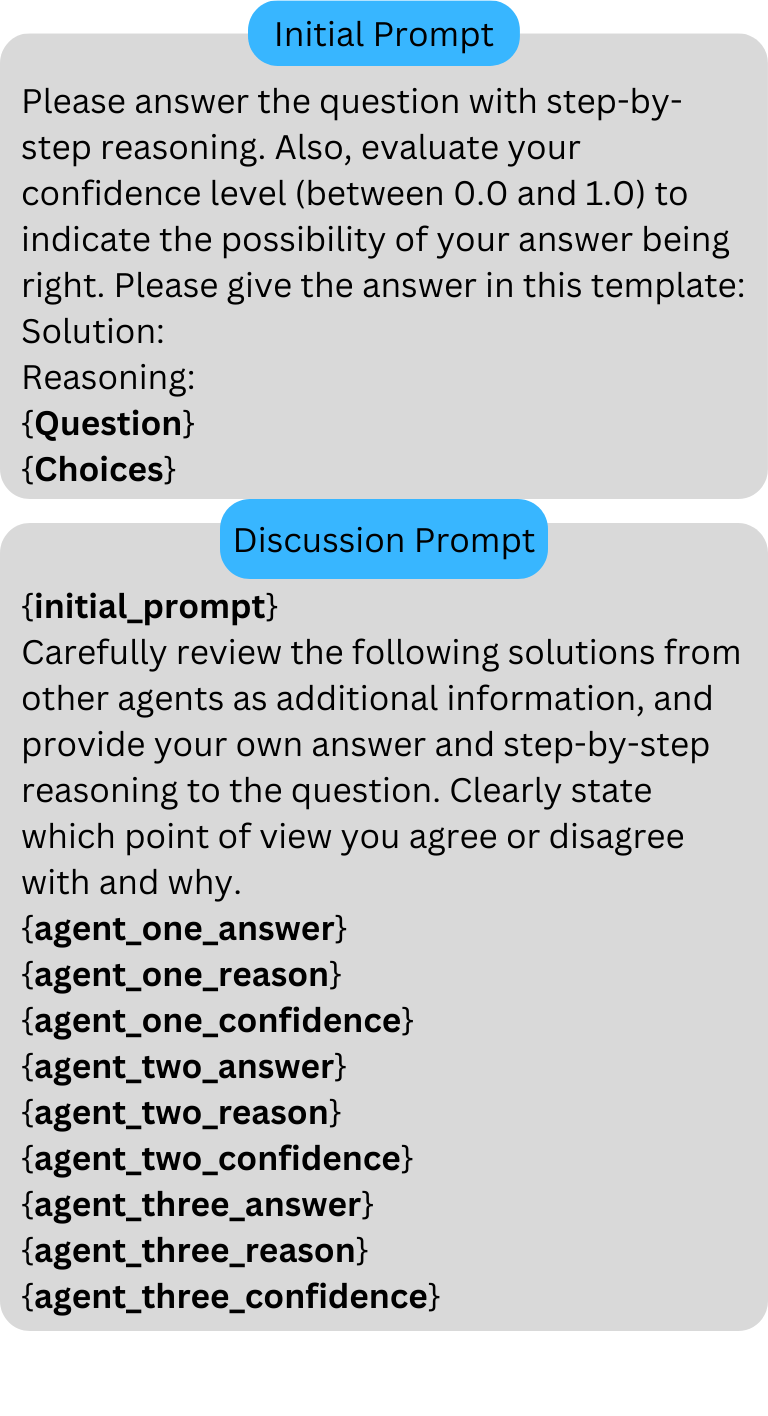 Initial Prompt
Please answer the question with step-by-
step reasoning. Also, evaluate your
confidence level (between 0.0 and 1.0) to
indicate the possibility of your answer being
right. Please give the answer in this template:
Solution:
Reasoning:
{Question}
{Choices}
Discussion Prompt
{initial_prompt}
Carefully review the following solutions from
other agents as additional information, and
provide your own answer and step-by-step
reasoning to the question. Clearly state
which point of view you agree or disagree
with and why.
{agent_one_answer}
{agent_one_reason}
{agent_one_confidence}
{agent_two_answer}
{agent_two_reason}
{agent_two_confidence}
{agent_three_answer}
{agent_three_reason}
{agent_three_confidence}